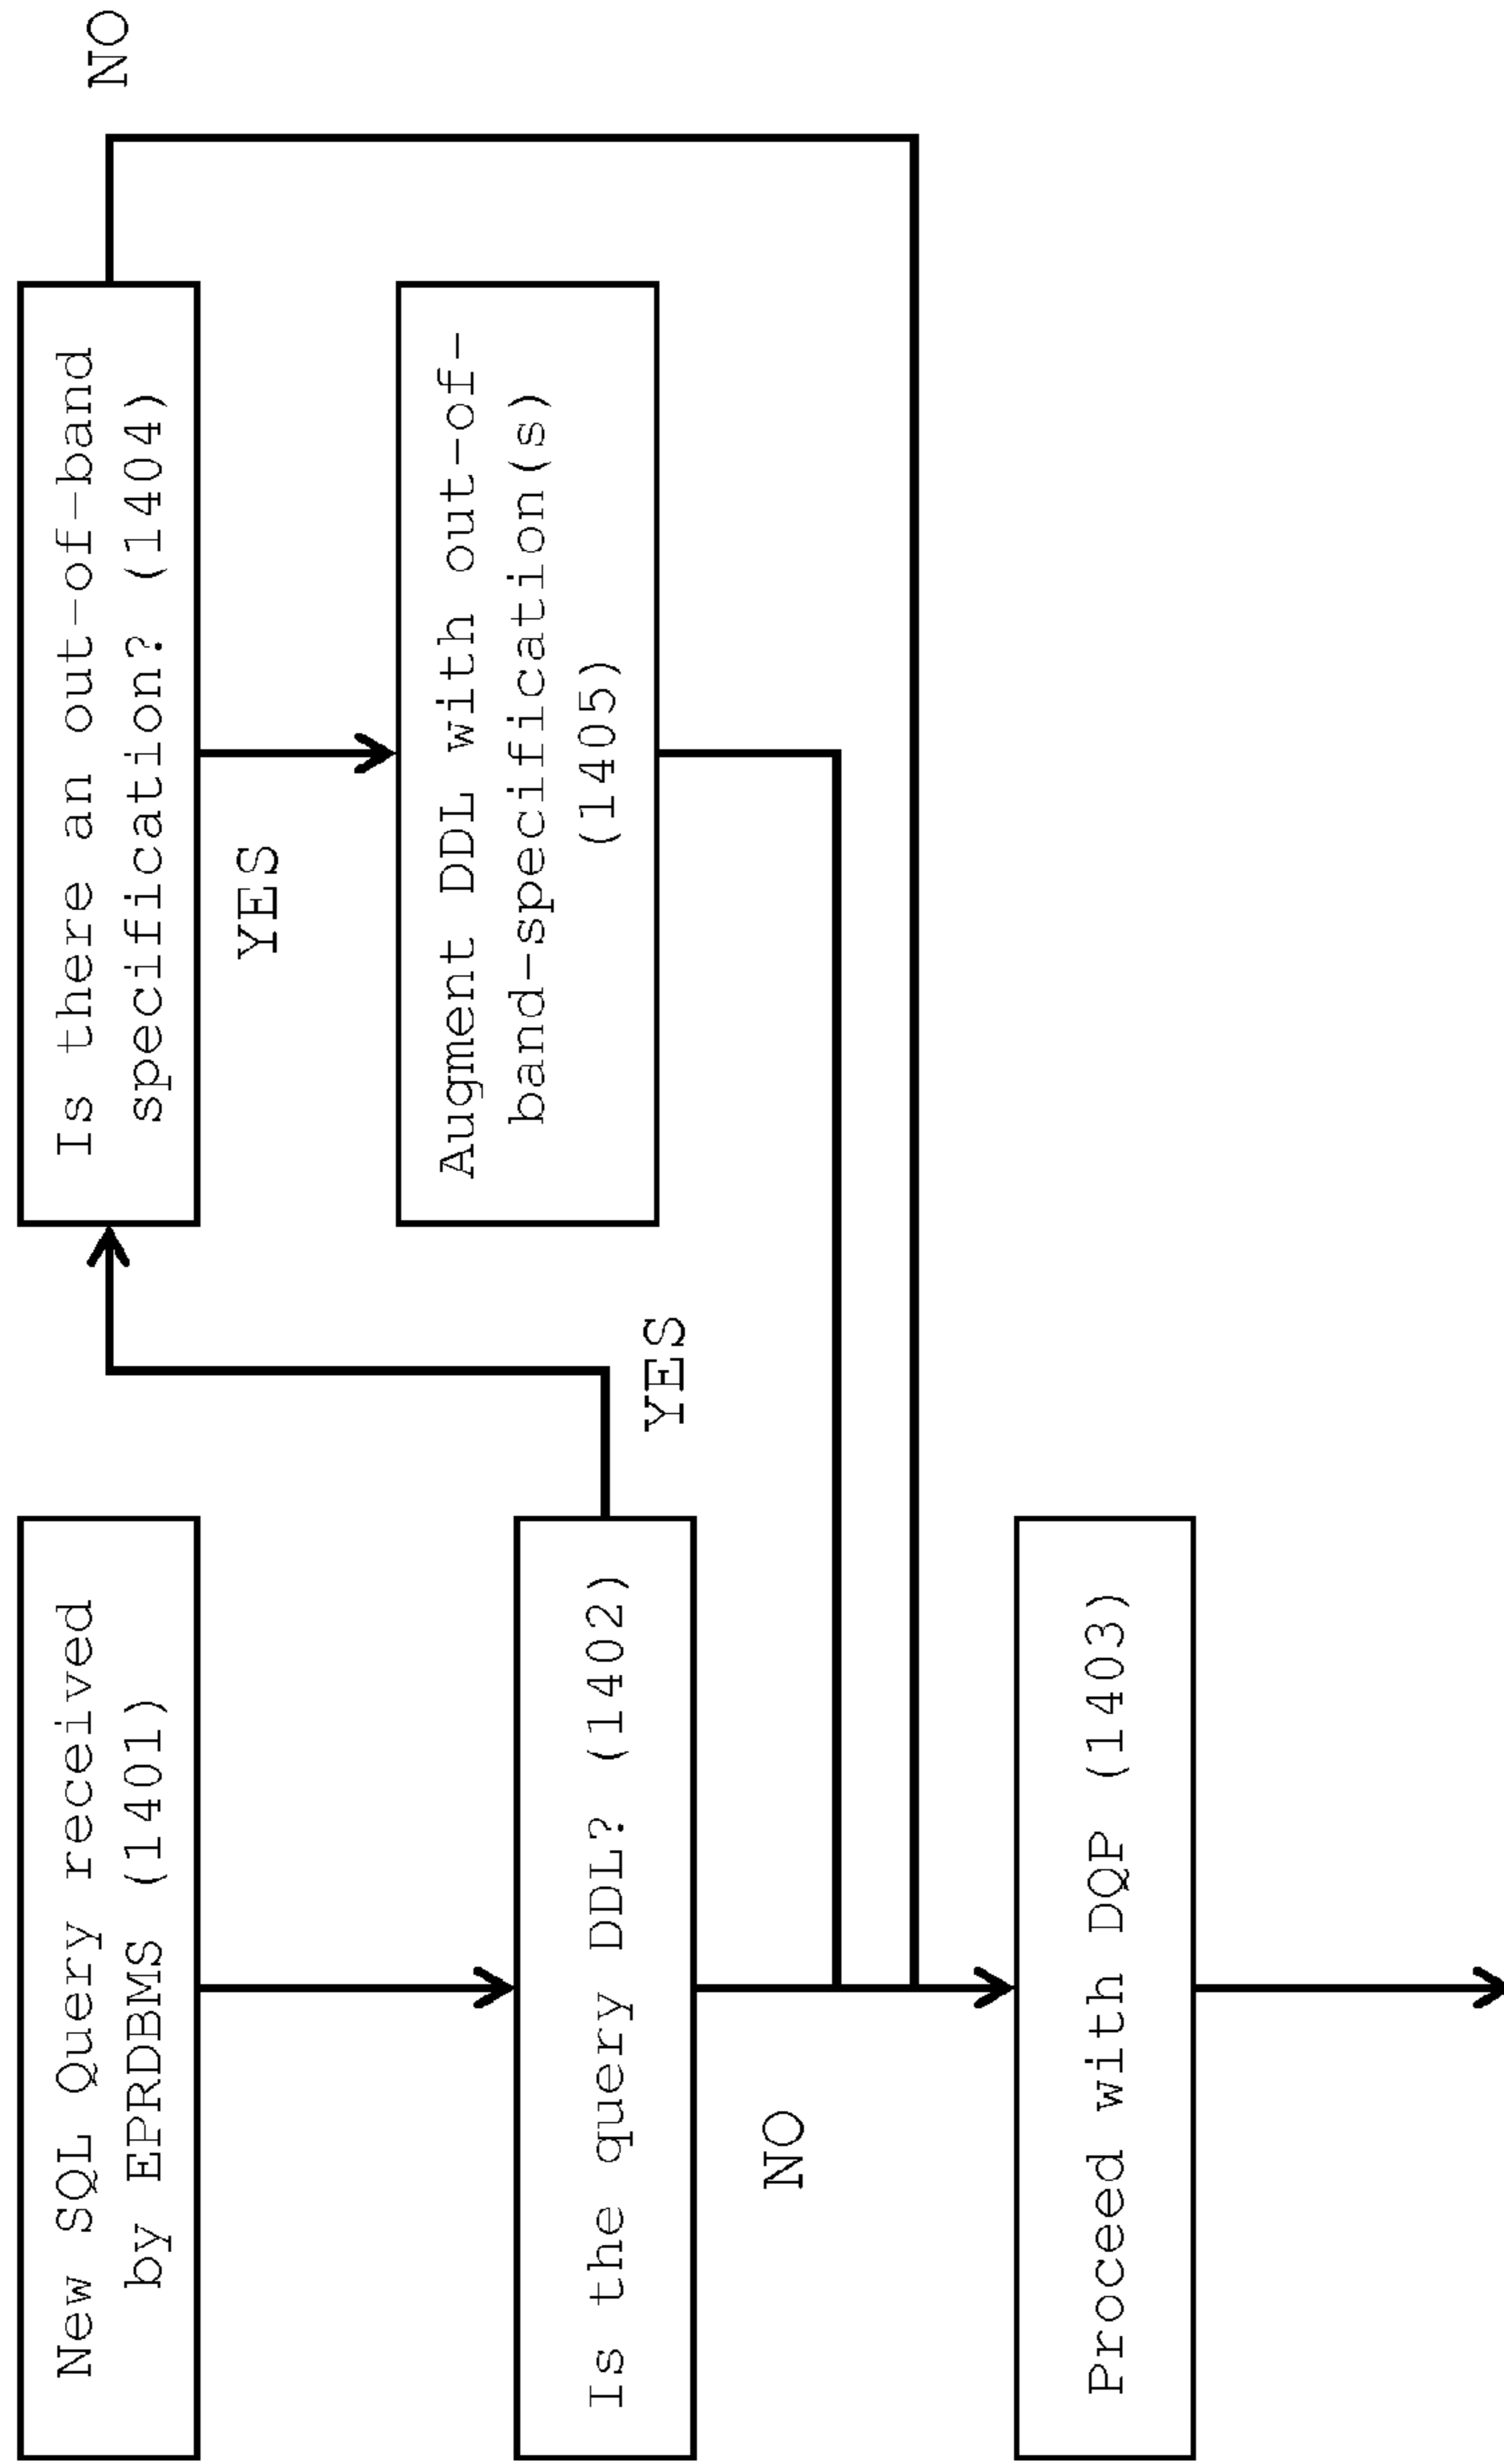 New SQL Query received
by EPRDBMS (1401)
Is the query DDL? (1402)
YES
NO
Proceed with DQP (1403)
Is there an out-of-band
specification? (1404)
NO
YES
Augment DDL with out-of-
band-specification(s)
(1405)